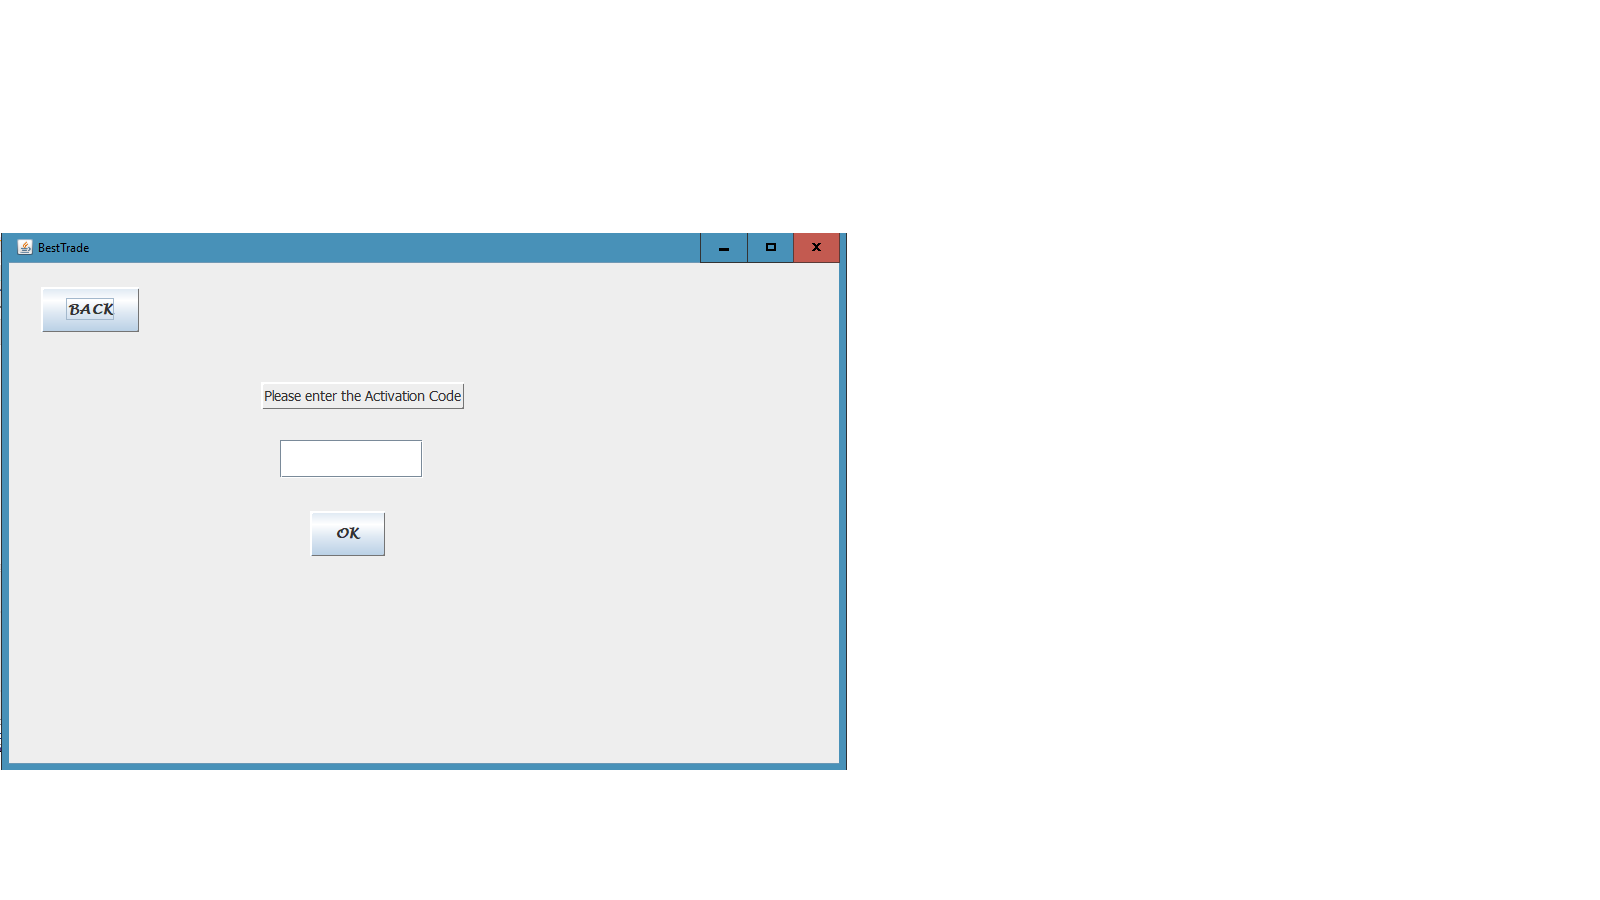 BestTrade
BACK
Please enter the Activation Code
OK